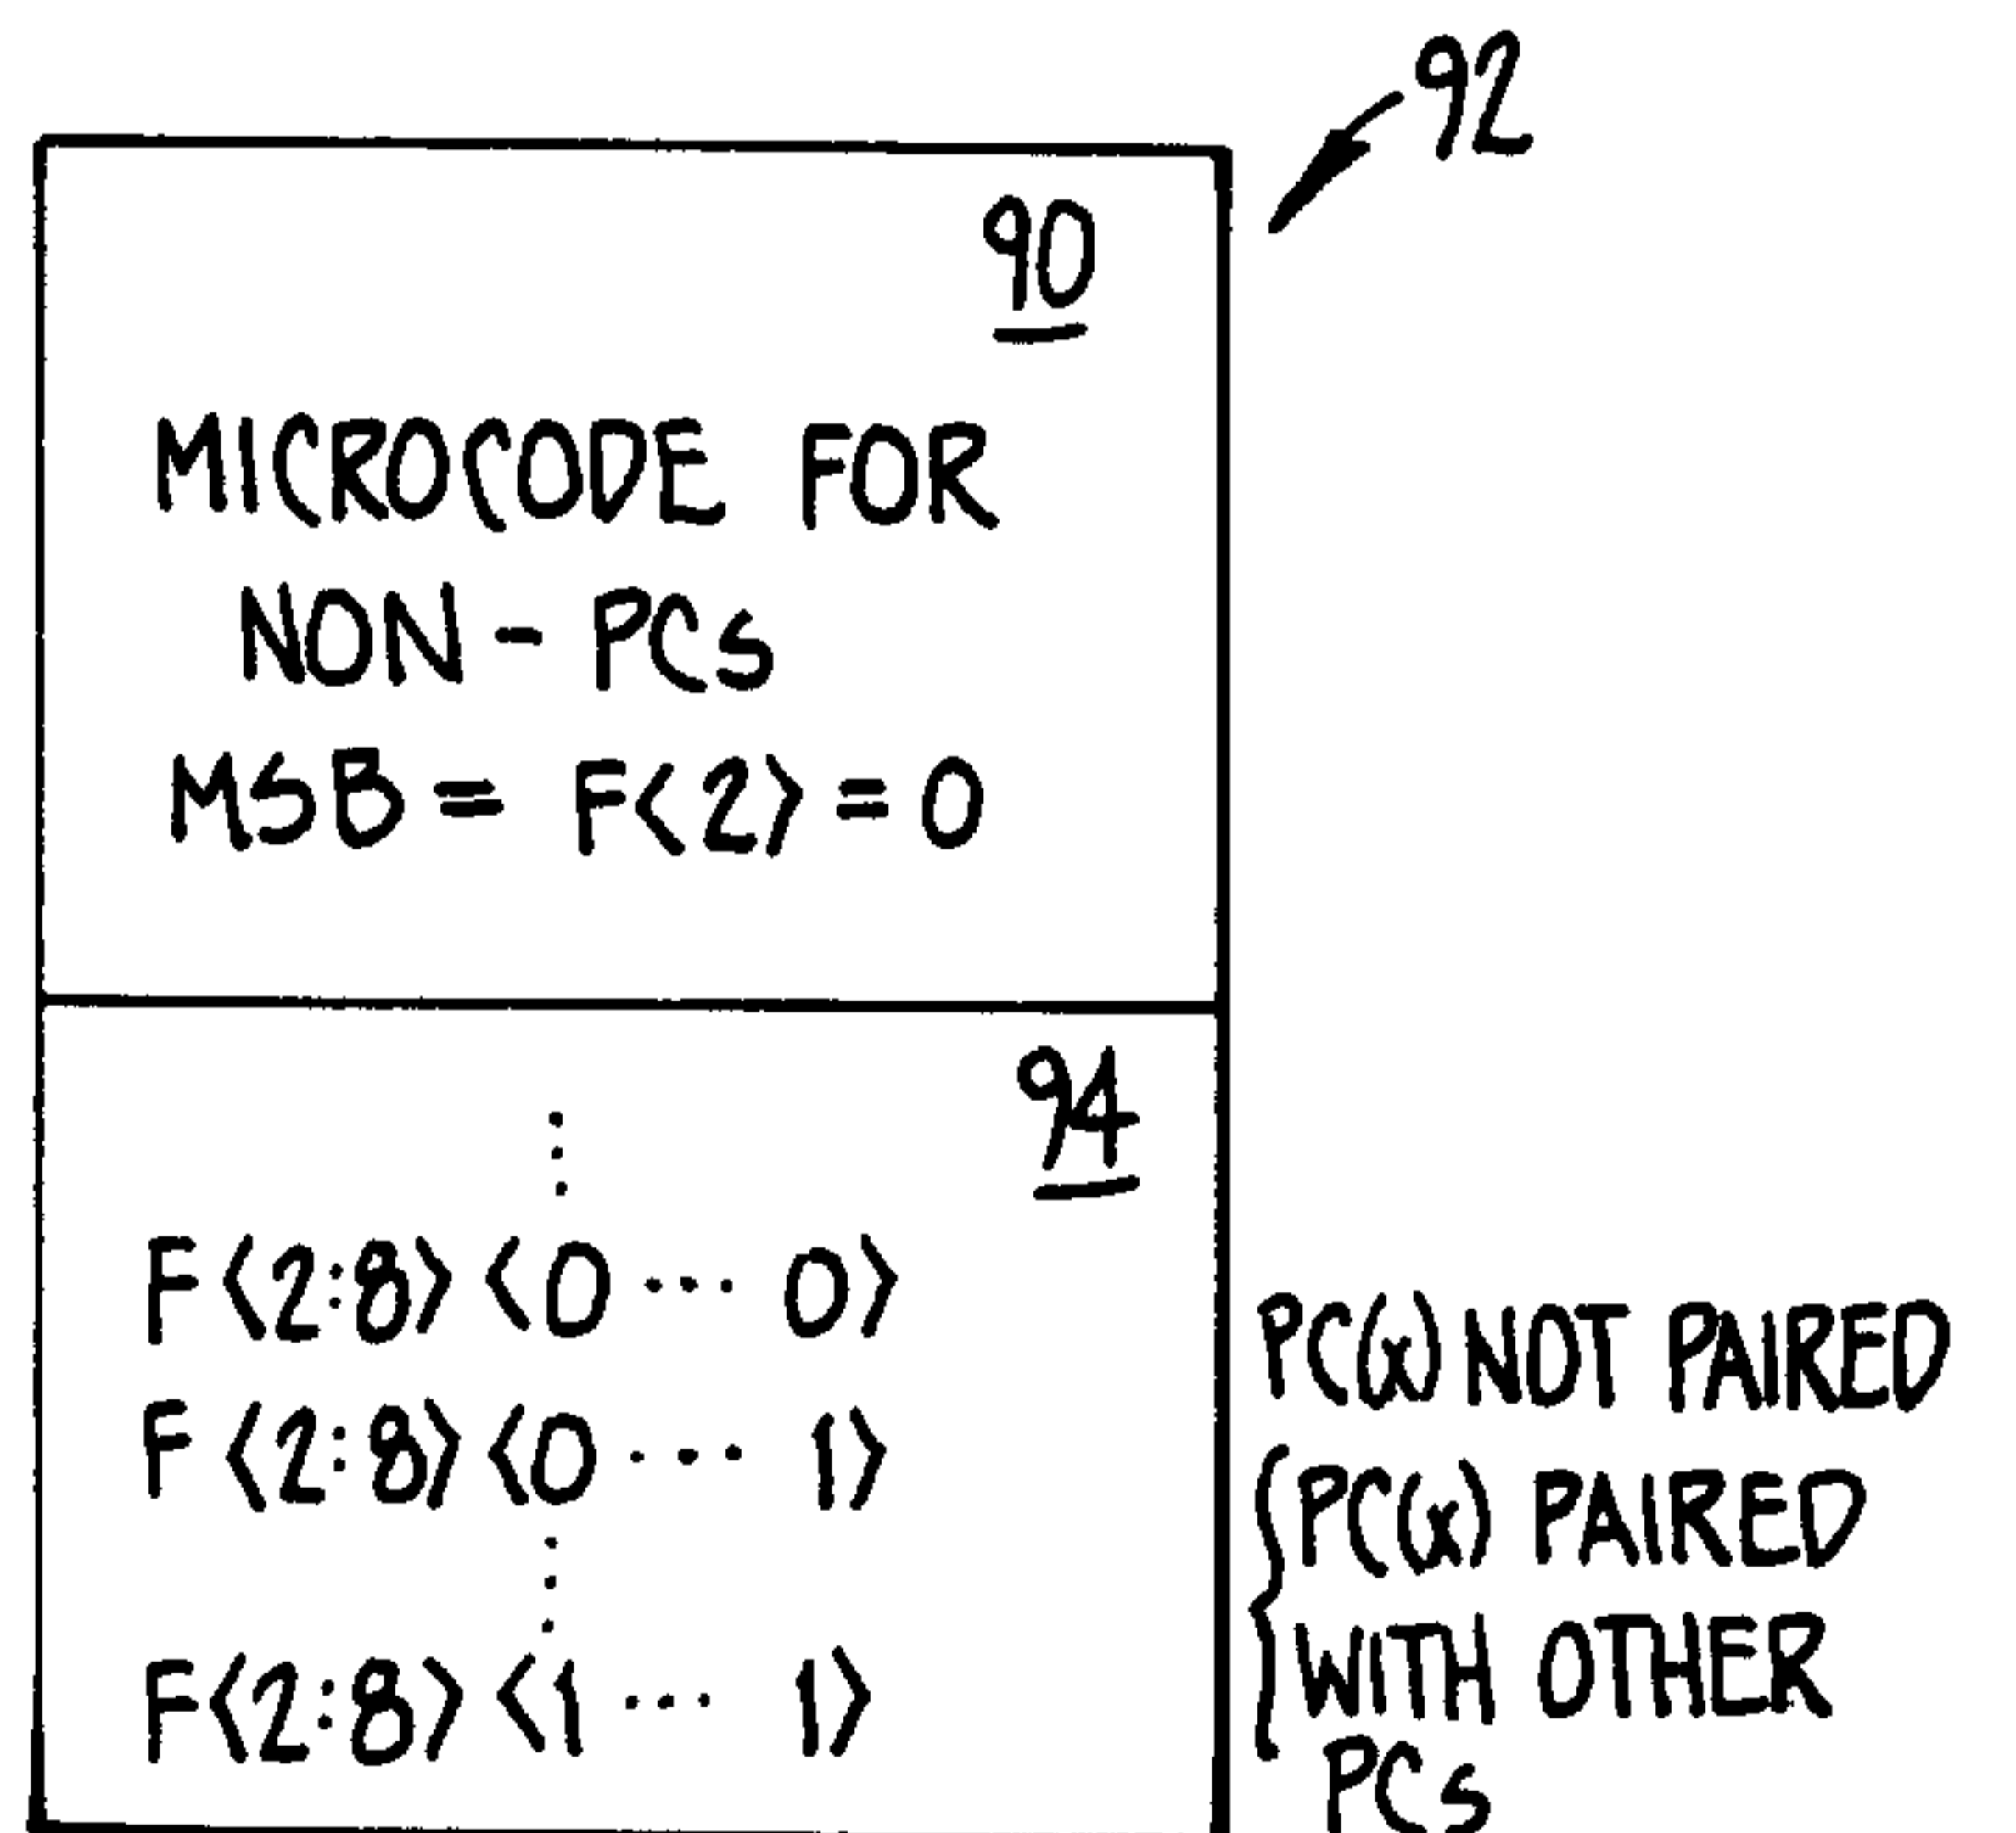 92
90
MICROCODE FOR
NON - PCs
MSB = F<2> = 0
94
F<2:8> <0 ... 0>
F<2:8> <0 ... 1>
F<2:8> <1 ... 1>
PC(x) NOT PAIRED
PC(x) PAIRED
WITH OTHER
PCs